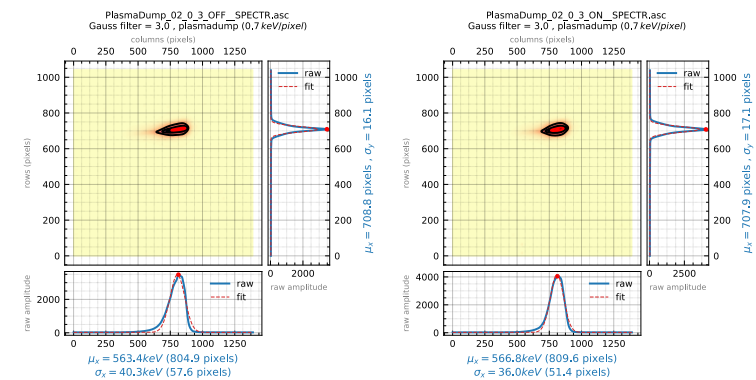 PlasmaDump_02_0_3_OFF__SPECTR.asc
Gauss filter = 3,0 , plasmadump (0,7 keV/pixel)
columns (pixels)
0 250 500 750 1000 1250
1000
800
600
400
200
0
rows (pixels)
raw
fit
1000
800
600
400
200
0
μₓ = 708.8 pixels , σᵧ = 16.1 pixels
0 2000
raw amplitude
raw amplitude
2000
0
raw
fit
0 250 500 750 1000 1250
μₓ = 563.4keV (804.9 pixels)
σₓ = 40.3keV (57.6 pixels)
PlasmaDump_02_0_3_ON__SPECTR.asc
Gauss filter = 3,0 , plasmadump (0,7 keV/pixel)
columns (pixels)
0 250 500 750 1000 1250
1000
800
600
400
200
0
rows (pixels)
raw
fit
1000
800
600
400
200
0
μₓ = 707.9 pixels , σᵧ = 17.1 pixels
0 2500
raw amplitude
raw amplitude
4000
2000
0
raw
fit
0 250 500 750 1000 1250
μₓ = 566.8keV (809.6 pixels)
σₓ = 36.0keV (51.4 pixels)